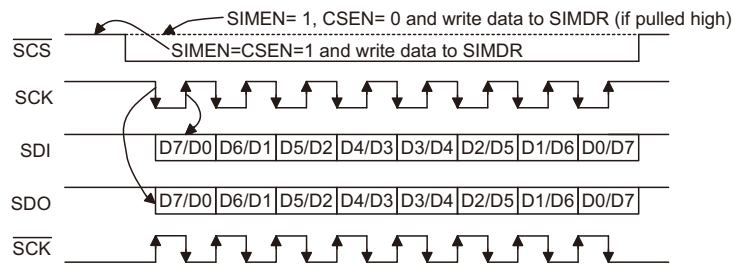 SIMEN= 1, CSEN= 0 and write data to SIMDR (if pulled high)
SCS
SIMEN=CSEN=1 and write data to SIMDR
SCK
SDI D7/D0 D6/D1 D5/D2 D4/D3 D3/D4 D2/D5 D1/D6 D0/D7
SDO D7/D0 D6/D1 D5/D2 D4/D3 D3/D4 D2/D5 D1/D6 D0/D7
SCK